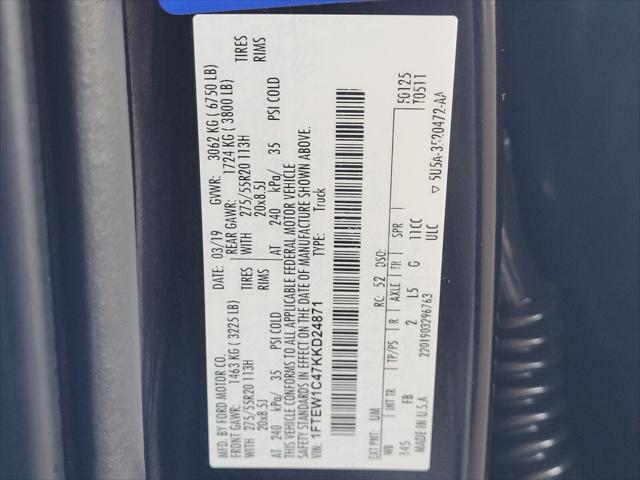 MFD. BY FORD MOTOR CO.
DATE: 03/19 GVWR: 3062 KG ( 6750 LB)
FRONT GAWR: 1463 KG ( 3225 LB) REAR GAWR: 1724 KG ( 3800 LB)
WITH 275/55R20 113H TIRES WITH 275/55R20 113H TIRES
20x8.5J RIMS 20x8.5J RIMS
AT 240 kPa/ 35 PSI COLD AT 240 kPa/ 35 PSI COLD
THIS VEHICLE CONFORMS TO ALL APPLICABLE FEDERAL MOTOR VEHICLE
SAFETY STANDARDS IN EFFECT ON THE DATE OF MANUFACTURE SHOWN ABOVE.
VIN: 1FTEW1C47KKD24871 TYPE: Truck
F0125
T0511
EXT PNT: UM RC: 52 DSO:
WB INT TR TP/PS R AXLE TR SPR
145 FB 2 L5 G 11CC
ULC
MADE IN U.S.A 2201903296763 5U5A-3520472-AA